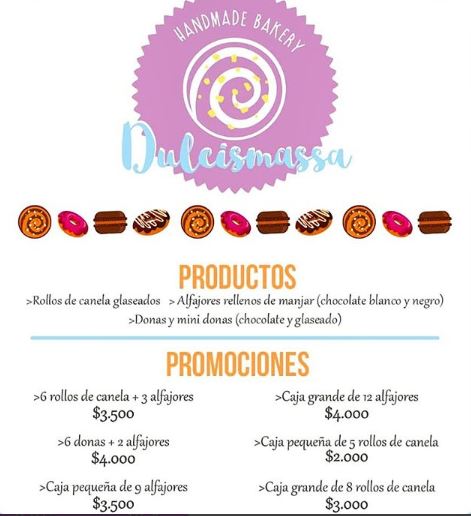 HANDMADE BAKERY
Dulcismassa
PRODUCTOS
>Rollos de canela glaseados >Alfajores rellenos de manjar (chocolate blanco y negro)
>Donas y mini donas (chocolate y glaseado)
PROMOCIONES
>6 rollos de canela + 3 alfajores
$3.500
>Caja grande de 12 alfajores
$4.000
>6 donas + 2 alfajores
$4.000
>Caja pequeña de 5 rollos de canela
$2.000
>Caja pequeña de 9 alfajores
$3.500
>Caja grande de 8 rollos de canela
$3.000